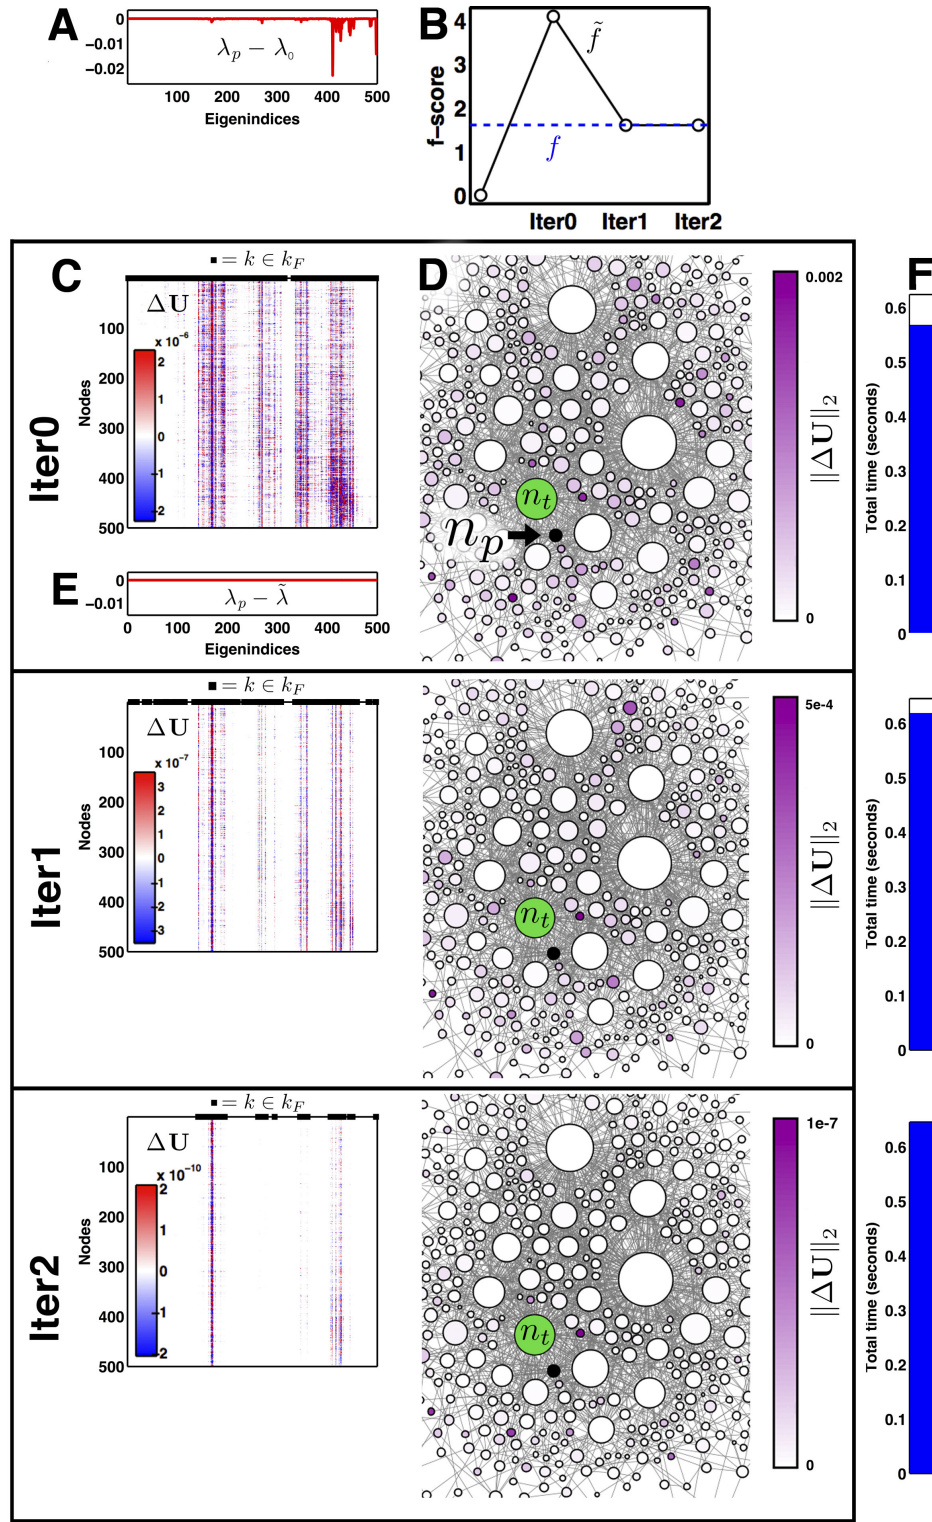 A
0
-0.01
-0.02
λp − λ0
100 200 300 400 500
Eigenindices
B
4
3
2
1
0
f-score
f̃
f
Iter0 Iter1 Iter2
C
■ = k ∈ kF
ΔU
x 10⁻⁶
2
1
0
-1
-2
100
200
300
400
500
Nodes
Iter0
D
nt
np
0.002
0
||ΔU||₂
F
0.6
0.5
0.4
0.3
0.2
0.1
0
Total time (seconds)
E
0
-0.01
λp − λ̃
0 100 200 300 400 500
Eigenindices
■ = k ∈ kF
ΔU
x 10⁻⁷
3
2
1
0
-1
-2
-3
100
200
300
400
500
Nodes
Iter1
nt
5e-4
0
||ΔU||₂
0.6
0.5
0.4
0.3
0.2
0.1
0
Total time (seconds)
■ = k ∈ kF
ΔU
x 10⁻¹⁰
2
1
0
-1
-2
100
200
300
400
500
Nodes
Iter2
nt
1e-7
0
||ΔU||₂
0.6
0.5
0.4
0.3
0.2
0.1
0
Total time (seconds)